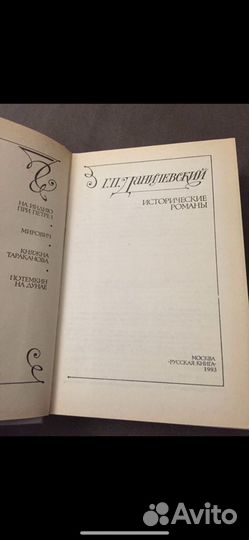 НА ИНДИЮ
ПРИ ПЕТРЕ I
МИРОВИЧ
КНЯЖНА
ТАРАКАНОВА
ПОТЕМКИН
НА ДУНАЕ
Г.П. ДАНИЛЕВСКИЙ
ИСТОРИЧЕСКИЕ
РОМАНЫ
МОСКВА
«РУССКАЯ КНИГА»
1993
Avito